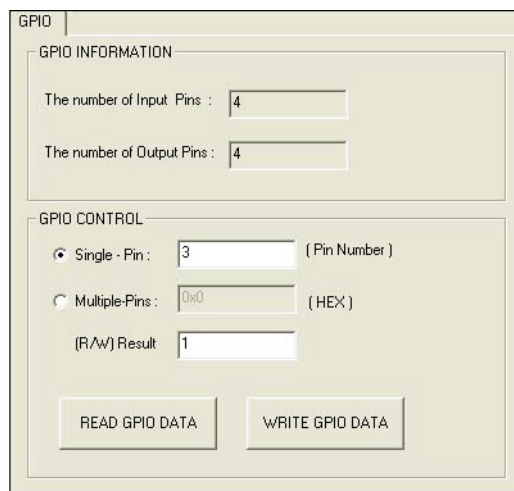 GPIO
GPIO INFORMATION
The number of Input Pins : 4
The number of Output Pins : 4
GPIO CONTROL
Single - Pin : 3 ( Pin Number )
Multiple-Pins : 0x0 ( HEX )
(R/W) Result 1
READ GPIO DATA WRITE GPIO DATA